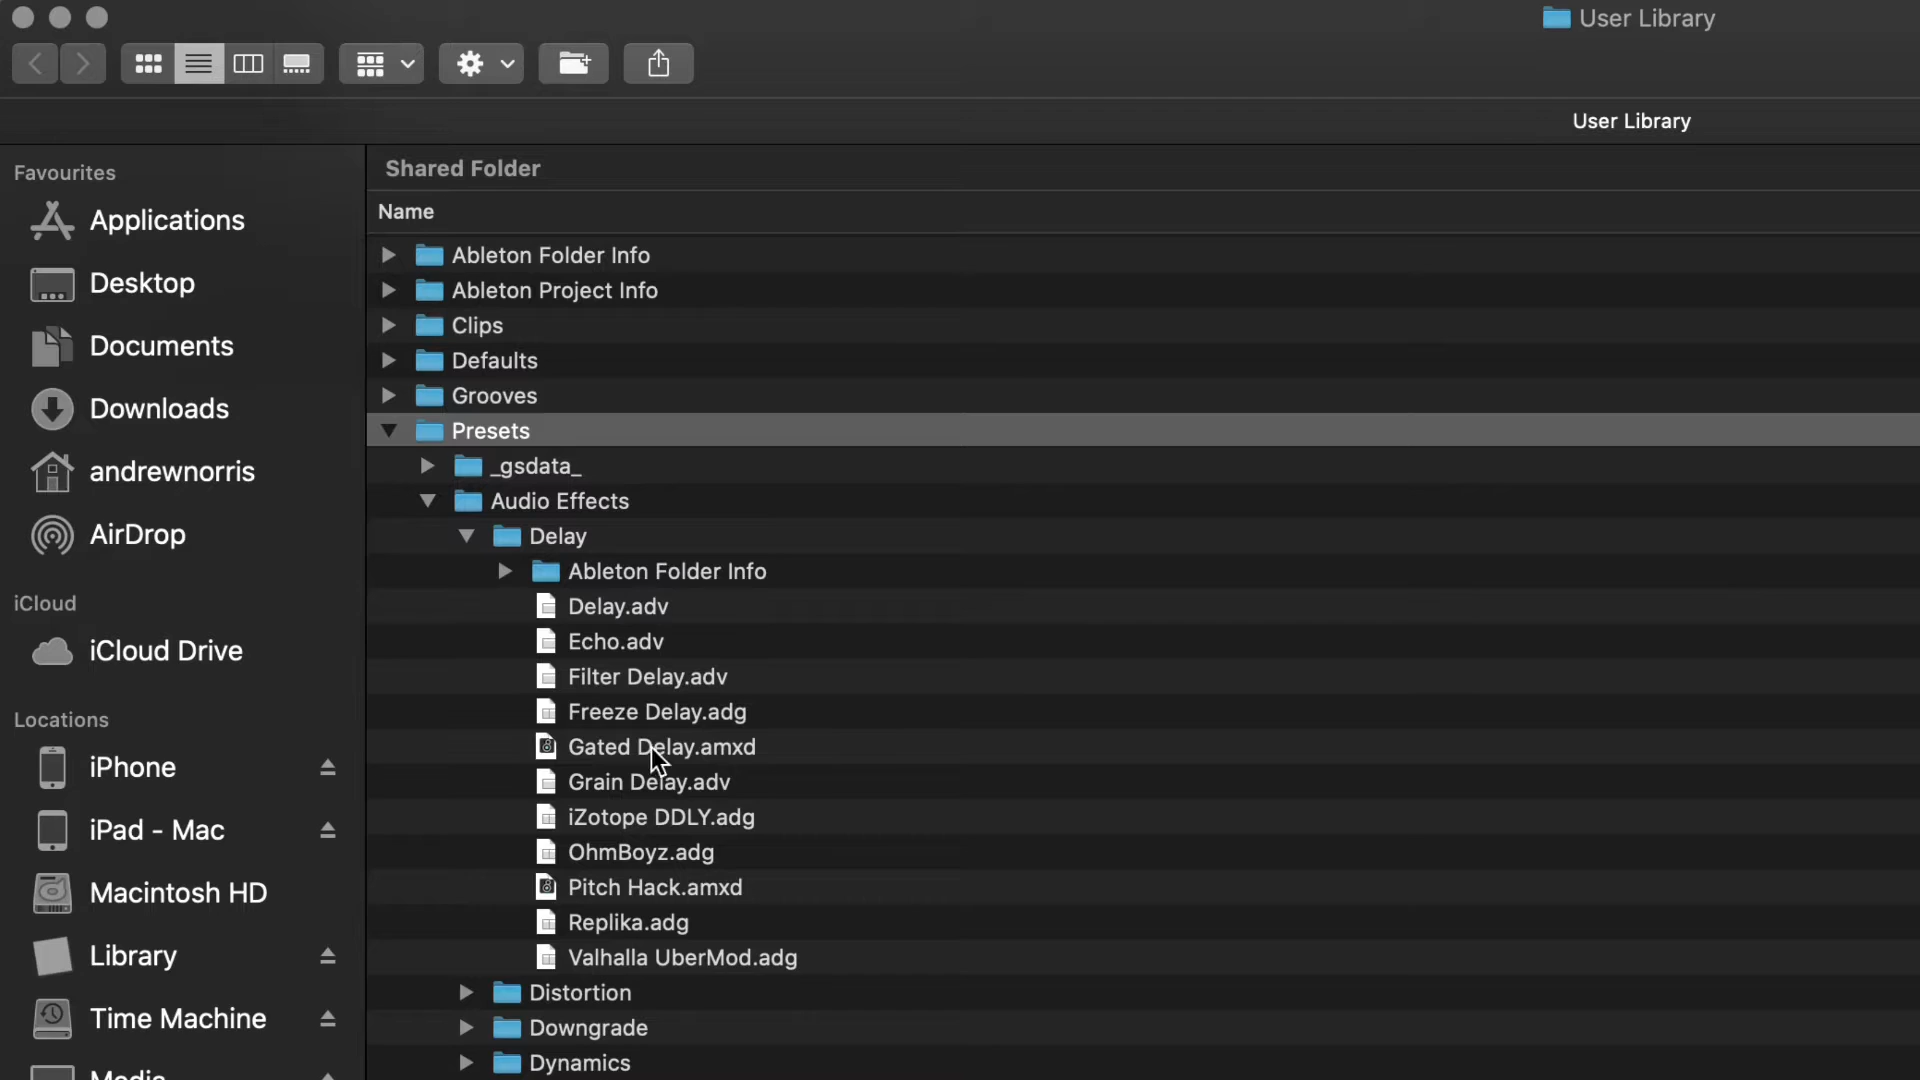 User Library
User Library
Favourites
Applications
Desktop
Documents
Downloads
andrewnorris
AirDrop
iCloud
iCloud Drive
Locations
iPhone
iPad - Mac
Macintosh HD
Library
Time Machine
Media
Shared Folder
Name
Ableton Folder Info
Ableton Project Info
Clips
Defaults
Grooves
Presets
_gsdata_
Audio Effects
Delay
Ableton Folder Info
Delay.adv
Echo.adv
Filter Delay.adv
Freeze Delay.adg
Gated Delay.amxd
Grain Delay.adv
iZotope DDLY.adg
OhmBoyz.adg
Pitch Hack.amxd
Replika.adg
Valhalla UberMod.adg
Distortion
Downgrade
Dynamics